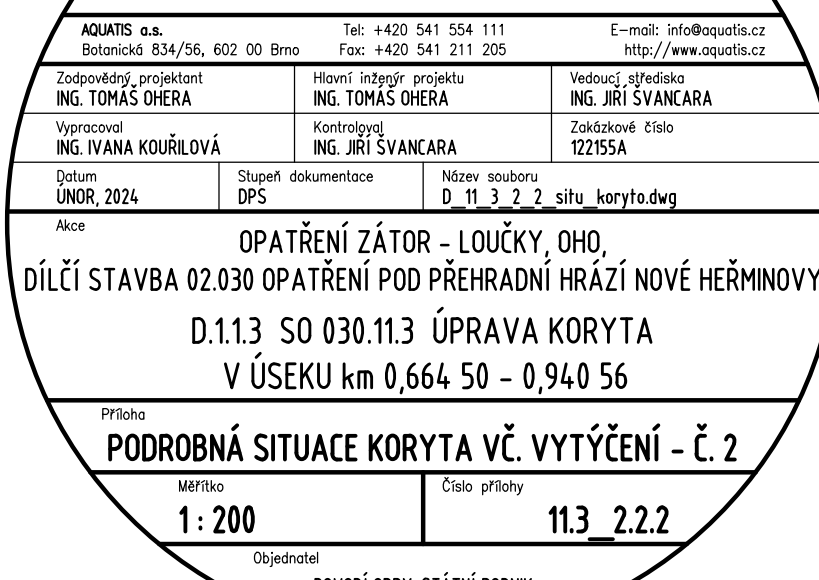 AQUATIS a.s. Tel: +420 541 554 111 E-mail: info@aquatis.cz
Botanická 834/56, 602 00 Brno Fax: +420 541 211 205 http://www.aquatis.cz
Zodpovědný projektant Hlavní inženýr projektu Vedoucí střediska
ING. TOMÁŠ OHERA ING. TOMÁŠ OHERA ING. JIŘÍ ŠVANCARA
Vypracoval Kontroloval Zakázkové číslo
ING. IVANA KOUŘILOVÁ ING. JIŘÍ ŠVANCARA 122155A
Datum Stupeň dokumentace Název souboru
ÚNOR, 2024 DPS D_11_3_2_2_situ_koryto.dwg
Akce
OPATŘENÍ ZÁTOR - LOUČKY, OHO,
DÍLČÍ STAVBA 02.030 OPATŘENÍ POD PŘEHRADNÍ HRÁZÍ NOVÉ HEŘMINOVY
D.1.1.3 SO 030.11.3 ÚPRAVA KORYTA
V ÚSEKU km 0,664 50 - 0,940 56
Příloha
PODROBNÁ SITUACE KORYTA VČ. VYTÝČENÍ - Č. 2
Měřítko Číslo přílohy
1 : 200 11.3_2.2.2
Objednatel